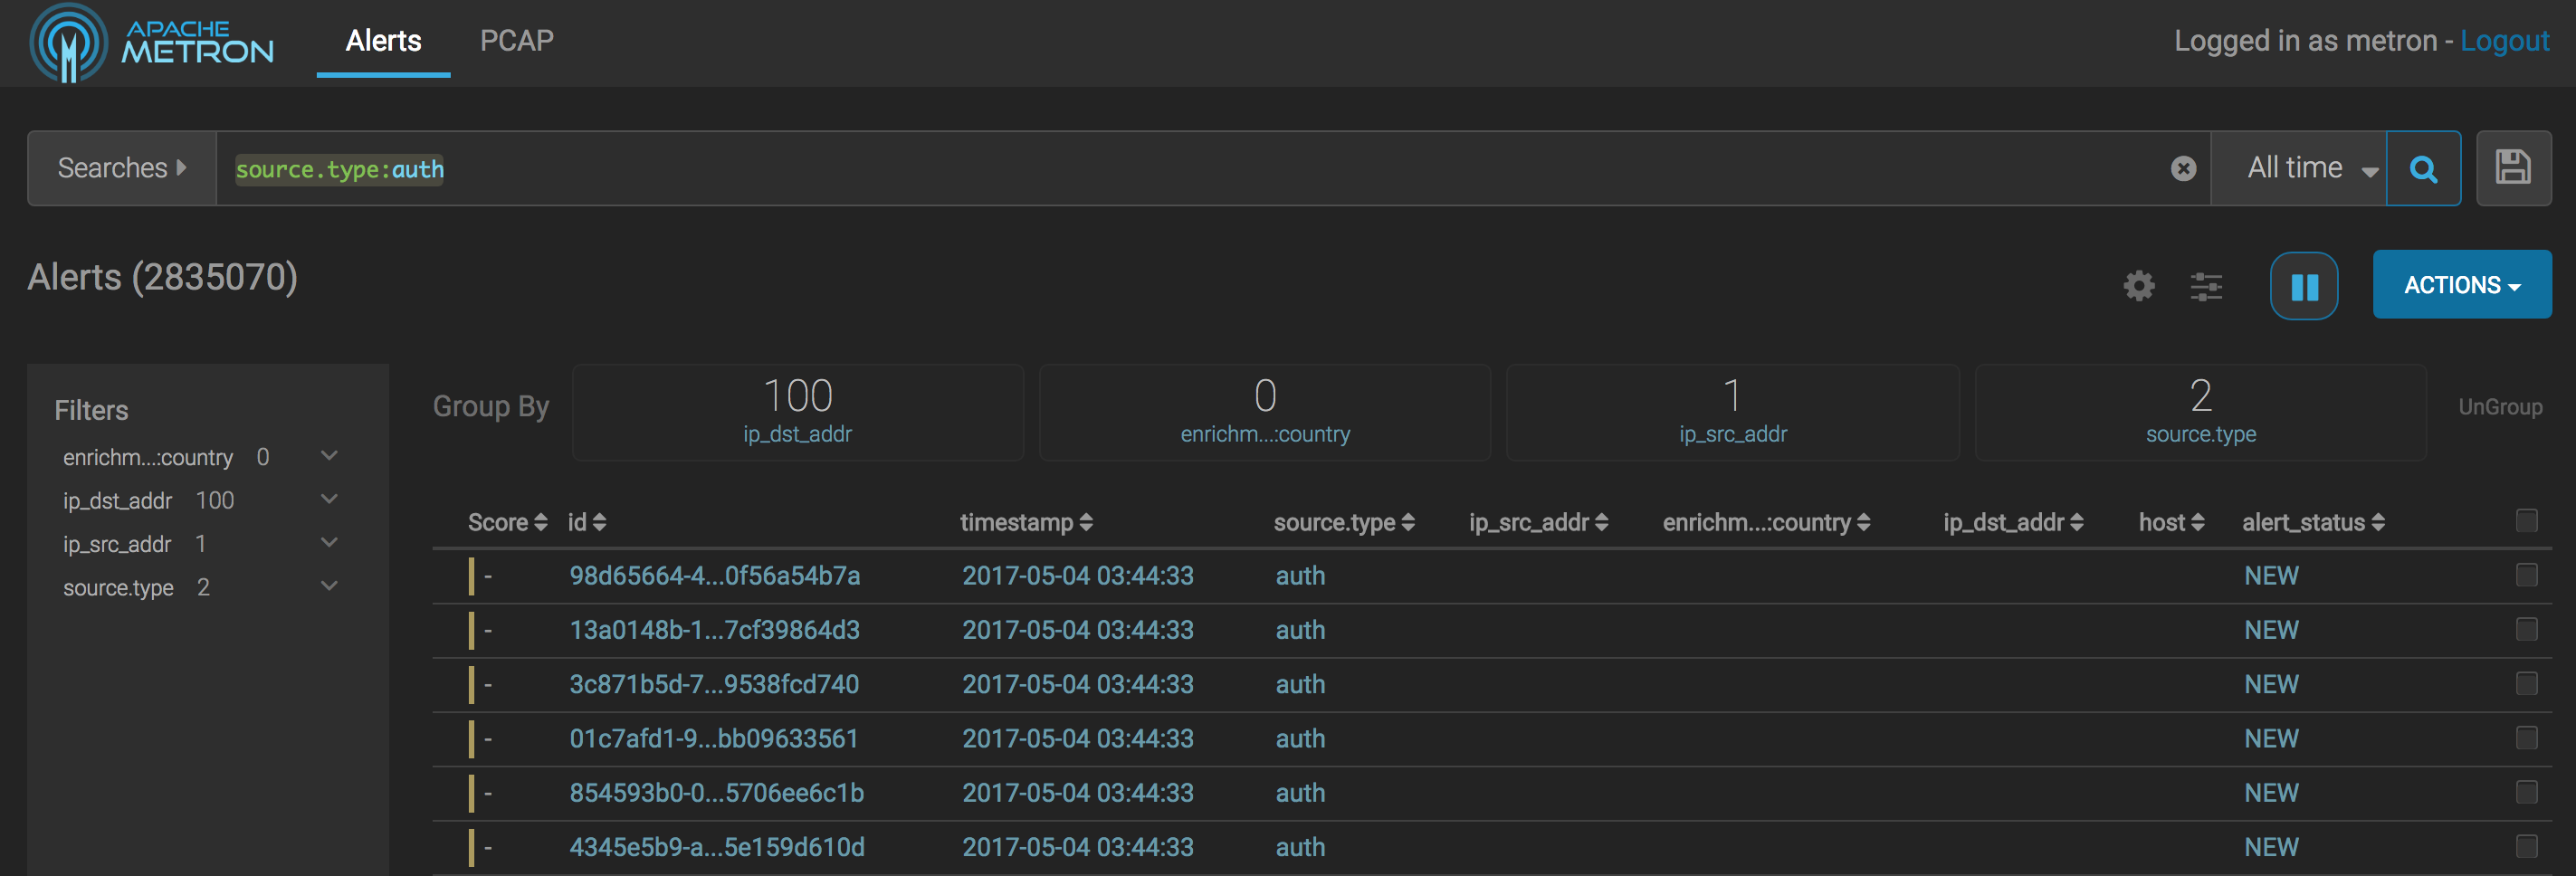 APACHE METRON Alerts PCAP Logged in as metron - Logout
Searches source.type:auth All time
Alerts (2835070) ACTIONS
Filters
enrichm...:country 0
ip_dst_addr 100
ip_src_addr 1
source.type 2
Group By 100 ip_dst_addr 0 enrichm...:country 1 ip_src_addr 2 source.type UnGroup
Score id timestamp source.type ip_src_addr enrichm...:country ip_dst_addr host alert_status
- 98d65664-4...0f56a54b7a 2017-05-04 03:44:33 auth NEW
- 13a0148b-1...7cf39864d3 2017-05-04 03:44:33 auth NEW
- 3c871b5d-7...9538fcd740 2017-05-04 03:44:33 auth NEW
- 01c7afd1-9...bb09633561 2017-05-04 03:44:33 auth NEW
- 854593b0-0...5706ee6c1b 2017-05-04 03:44:33 auth NEW
- 4345e5b9-a...5e159d610d 2017-05-04 03:44:33 auth NEW